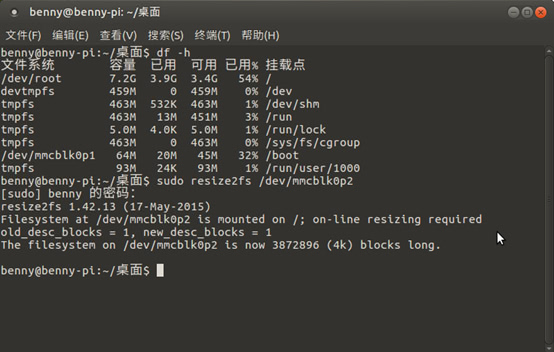 benny@benny-pi: ~/桌面
文件(F) 编辑(E) 查看(V) 搜索(S) 终端(T) 帮助(H)
benny@benny-pi:~/桌面$ df -h
文件系统 容量 已用 可用 已用% 挂载点
/dev/root 7.2G 3.9G 3.4G 54% /
devtmpfs 459M 0 459M 0% /dev
tmpfs 463M 532K 463M 1% /dev/shm
tmpfs 463M 13M 451M 3% /run
tmpfs 5.0M 4.0K 5.0M 1% /run/lock
tmpfs 463M 0 463M 0% /sys/fs/cgroup
/dev/mmcblk0p1 64M 20M 45M 32% /boot
tmpfs 93M 24K 93M 1% /run/user/1000
benny@benny-pi:~/桌面$ sudo resize2fs /dev/mmcblk0p2
[sudo] benny 的密码：
resize2fs 1.42.13 (17-May-2015)
Filesystem at /dev/mmcblk0p2 is mounted on /; on-line resizing required
old_desc_blocks = 1, new_desc_blocks = 1
The filesystem on /dev/mmcblk0p2 is now 3872896 (4k) blocks long.
benny@benny-pi:~/桌面$